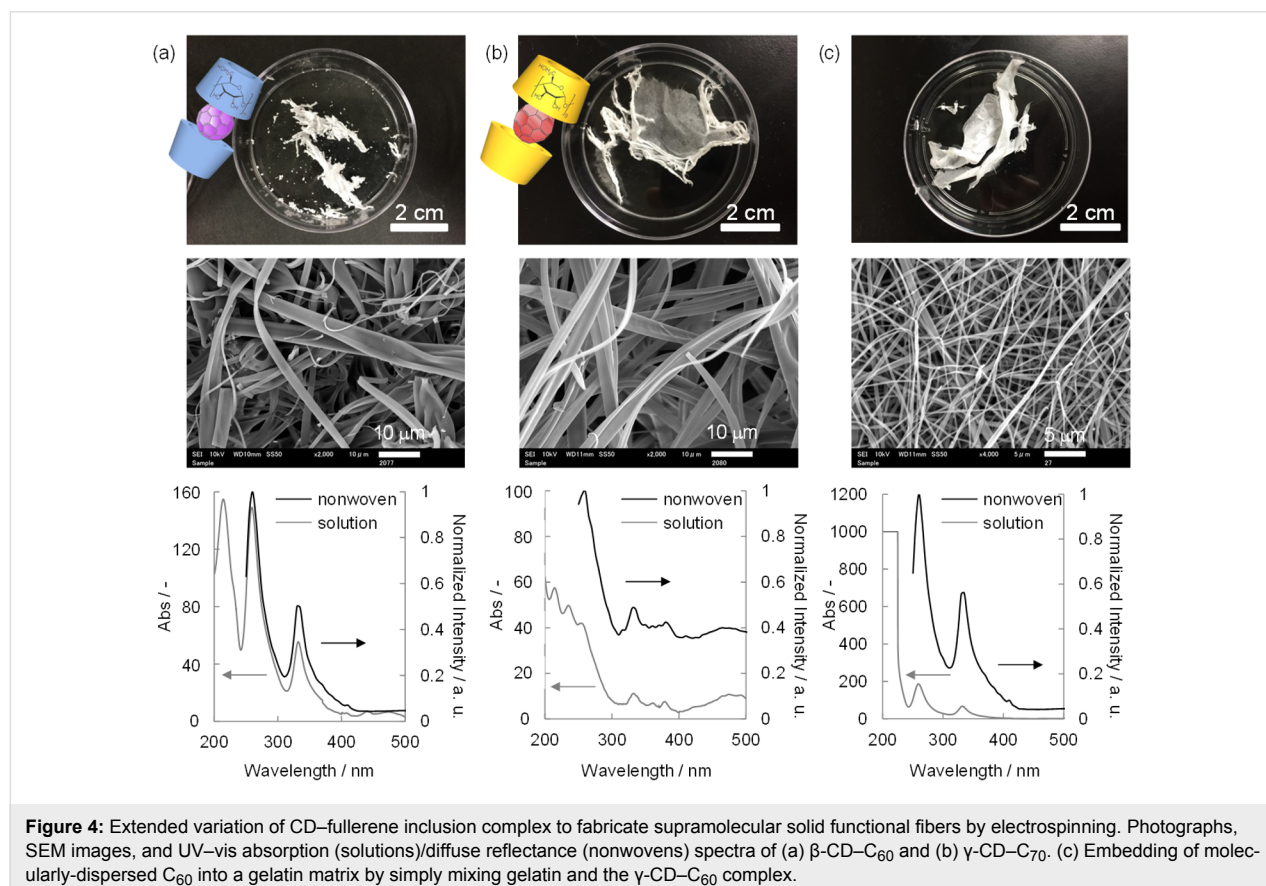 (a)
(b)
(c)
2 cm
2 cm
2 cm
10 μm
10 μm
5 μm
SEI 10kV WD10mm SS50 x2,000 10μm
Sample 2077
SEI 10kV WD11mm SS50 x2,000 10μm
Sample 2080
SEI 10kV WD11mm SS50 x4,000 5μm
Sample 27
160
120
80
40
0
Abs / -
nonwoven
solution
1
0.8
0.6
0.4
0.2
0
Normalized Intensity / a. u.
200 300 400 500
Wavelength / nm
100
80
60
40
20
0
Abs / -
nonwoven
solution
1
0.8
0.6
0.4
0.2
0
Normalized Intensity / a. u.
200 300 400 500
Wavelength / nm
1200
1000
800
600
400
200
0
Abs / -
nonwoven
solution
1
0.8
0.6
0.4
0.2
0
Normalized Intensity / a. u.
200 300 400 500
Wavelength / nm
Figure 4: Extended variation of CD–fullerene inclusion complex to fabricate supramolecular solid functional fibers by electrospinning. Photographs,
SEM images, and UV–vis absorption (solutions)/diffuse reflectance (nonwovens) spectra of (a) β-CD–C60 and (b) γ-CD–C70. (c) Embedding of molec-
ularly-dispersed C60 into a gelatin matrix by simply mixing gelatin and the γ-CD–C60 complex.